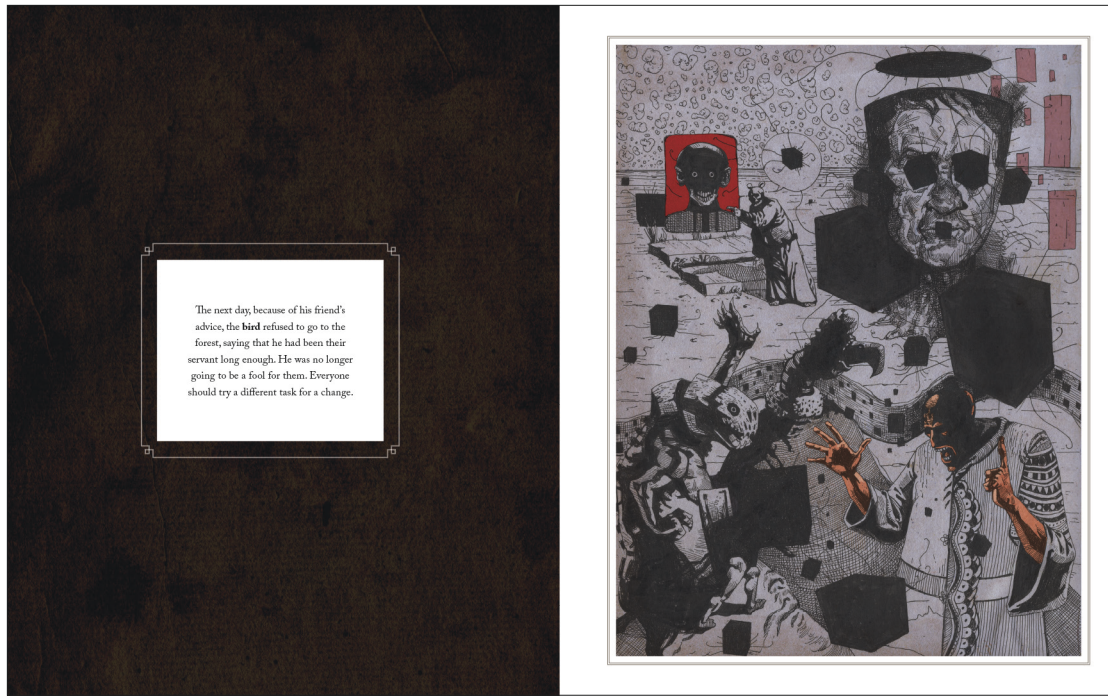 The next day, because of his friend's
advice, the bird refused to go to the
forest, saying that he had been their
servant long enough. He was no longer
going to be a fool for them. Everyone
should try a different task for a change.